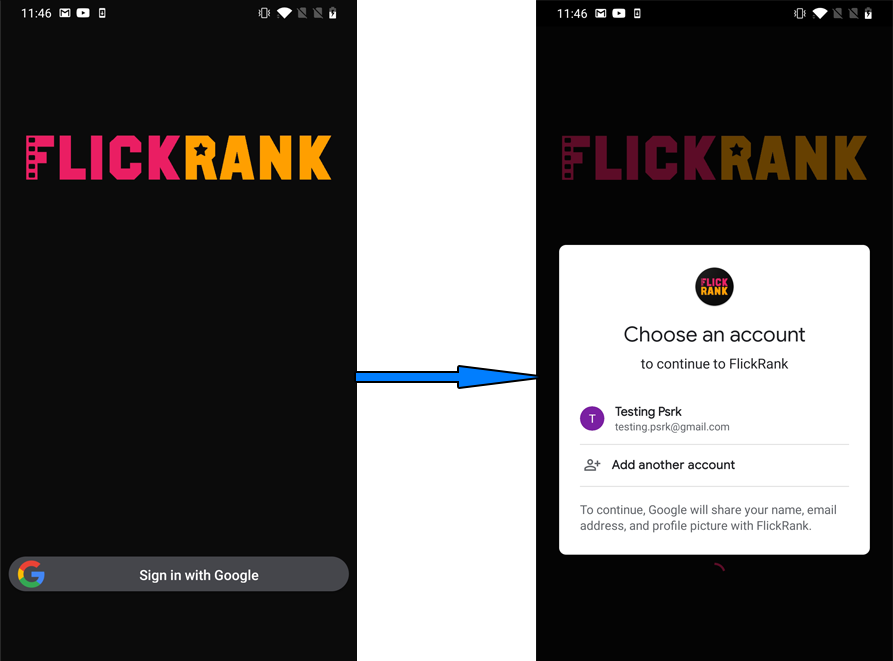 11:46
FLICKRANK
Sign in with Google
11:46
FLICKRANK
FLICK
RANK
Choose an account
to continue to FlickRank
T
Testing Psrk
testing.psrk@gmail.com
Add another account
To continue, Google will share your name, email
address, and profile picture with FlickRank.